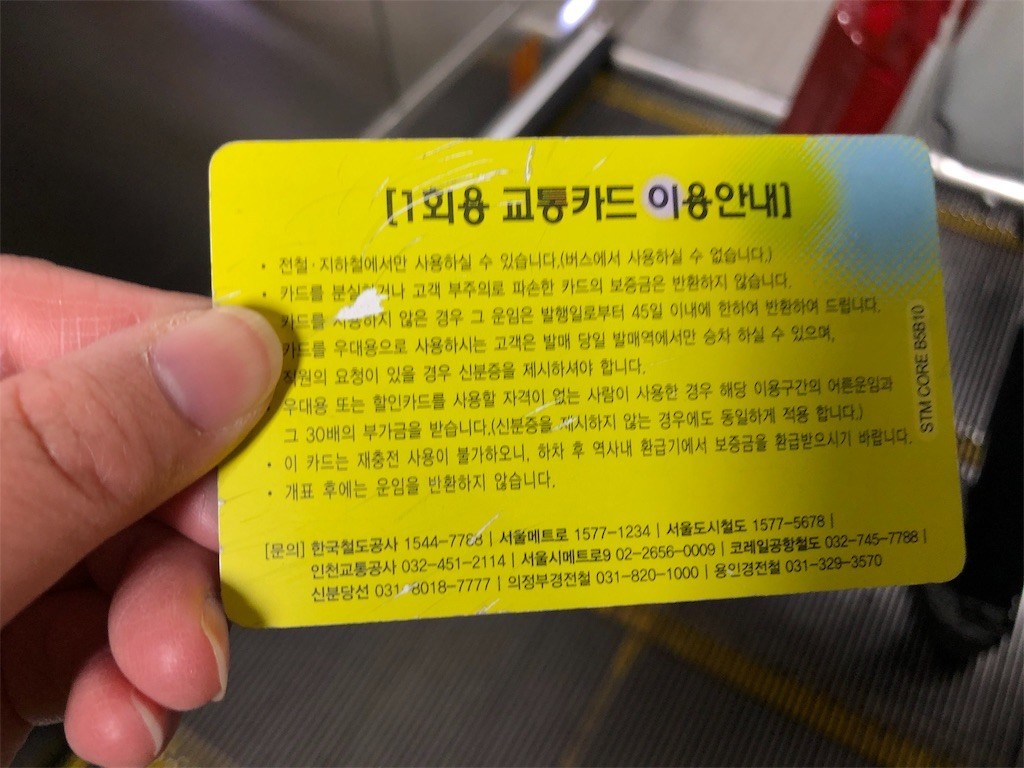 [1회용 교통카드 이용안내]
• 전철·지하철에서만 사용하실 수 있습니다.(버스에서 사용하실 수 없습니다.)
• 카드를 분실하거나 고객 부주의로 파손한 카드의 보증금은 반환하지 않습니다.
카드를 사용하지 않은 경우 그 운임은 발행일로부터 45일 이내에 한하여 반환하여 드립니다.
카드를 우대용으로 사용하시는 고객은 발매 당일 발매역에서만 승차 하실 수 있으며,
직원의 요청이 있을 경우 신분증을 제시하셔야 합니다.
• 우대용 또는 할인카드를 사용할 자격이 없는 사람이 사용한 경우 해당 이용구간의 어른운임과
그 30배의 부가금을 받습니다.(신분증을 제시하지 않는 경우에도 동일하게 적용 합니다.)
• 이 카드는 재충전 사용이 불가하오니, 하차 후 역사내 환급기에서 보증금을 환급받으시기 바랍니다.
• 개표 후에는 운임을 반환하지 않습니다.
[문의] 한국철도공사 1544-7788 | 서울메트로 1577-1234 | 서울도시철도 1577-5678 |
인천교통공사 032-451-2114 | 서울시메트로9 02-2656-0009 | 코레일공항철도 032-745-7788 |
신분당선 031-8018-7777 | 의정부경전철 031-820-1000 | 용인경전철 031-329-3570
STM CORE B5B10